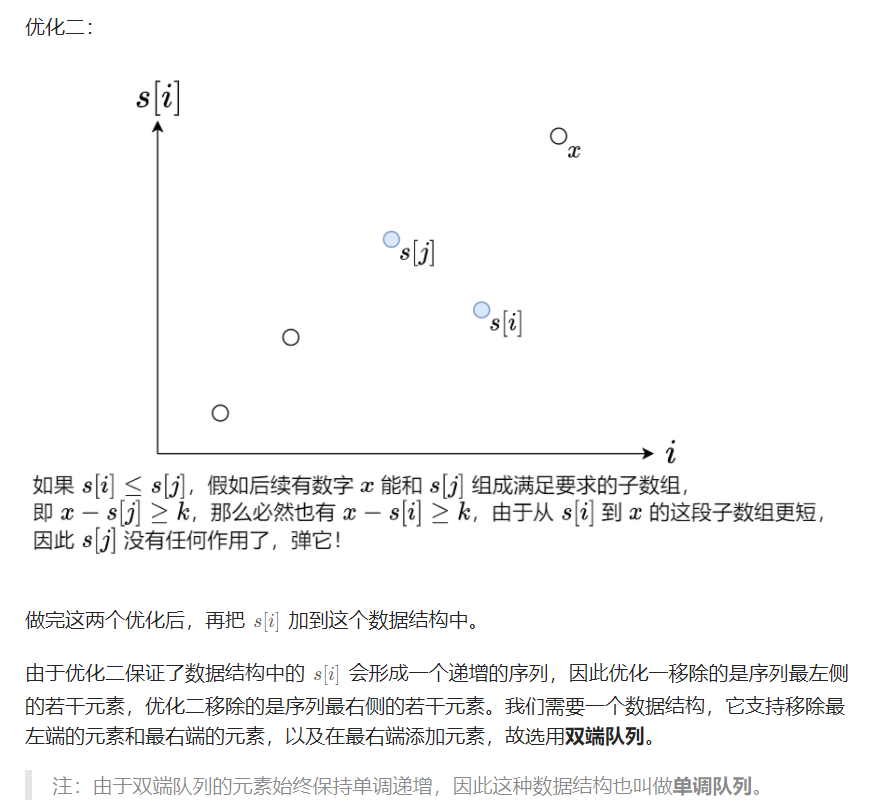 优化二：
s[i]
x
s[j]
s[i]
i
如果 s[i] ≤ s[j]，假如后续有数字 x 能和 s[j] 组成满足要求的子数组，
即 x − s[j] ≥ k，那么必然也有 x − s[i] ≥ k，由于从 s[i] 到 x 的这段子数组更短，
因此 s[j] 没有任何作用了，弹它！
做完这两个优化后，再把 s[i] 加到这个数据结构中。
由于优化二保证了数据结构中的 s[i] 会形成一个递增的序列，因此优化一移除的是序列最左侧
的若干元素，优化二移除的是序列最右侧的若干元素。我们需要一个数据结构，它支持移除最
左端的元素和最右端的元素，以及在最右端添加元素，故选用双端队列。
注：由于双端队列的元素始终保持单调递增，因此这种数据结构也叫做单调队列。